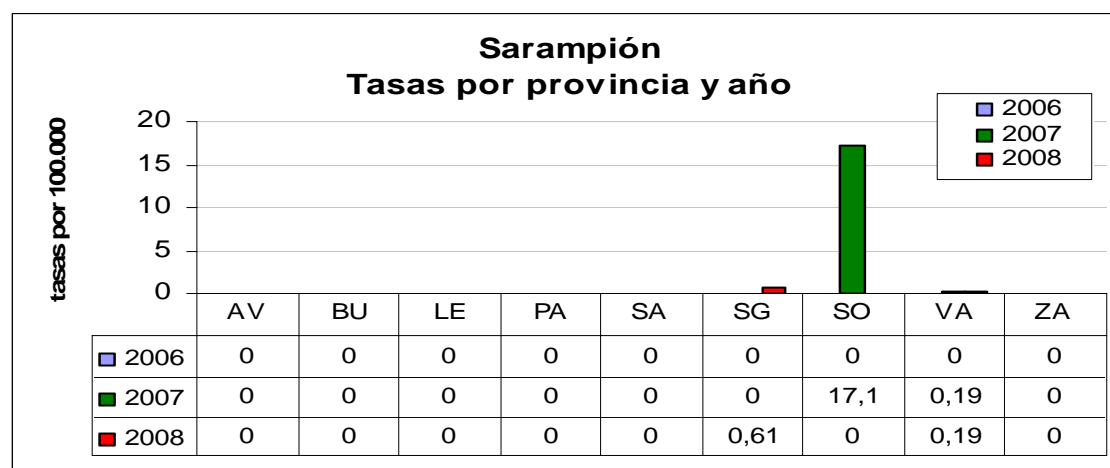 Sarampión
Tasas por provincia y año
tasas por 100.000
2006
2007
2008
20
15
10
5
0
AV BU LE PA SA SG SO VA ZA
2006 0 0 0 0 0 0 0 0 0
2007 0 0 0 0 0 0 17,1 0,19 0
2008 0 0 0 0 0 0,61 0 0,19 0